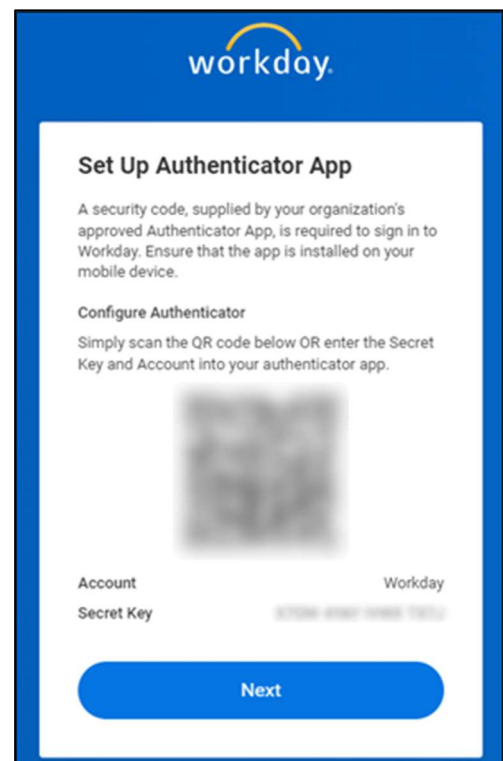 workday.
Set Up Authenticator App
A security code, supplied by your organization's
approved Authenticator App, is required to sign in to
Workday. Ensure that the app is installed on your
mobile device.
Configure Authenticator
Simply scan the QR code below OR enter the Secret
Key and Account into your authenticator app.
Account Workday
Secret Key
Next